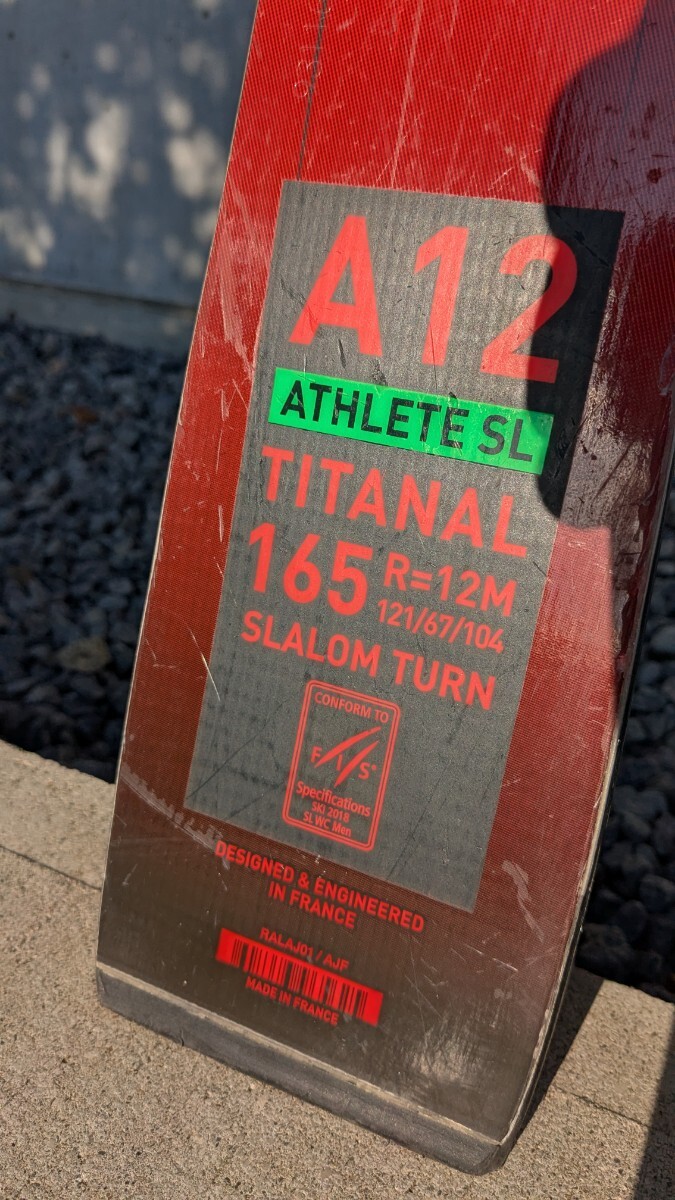 A12
ATHLETE SL
TITANAL
165 R=12M
121/67/104
SLALOM TURN
CONFORM TO
FIS®
Specifications
SKI 2018
SL WC Men
DESIGNED & ENGINEERED
IN FRANCE
RALAJ01 / AJF
MADE IN FRANCE